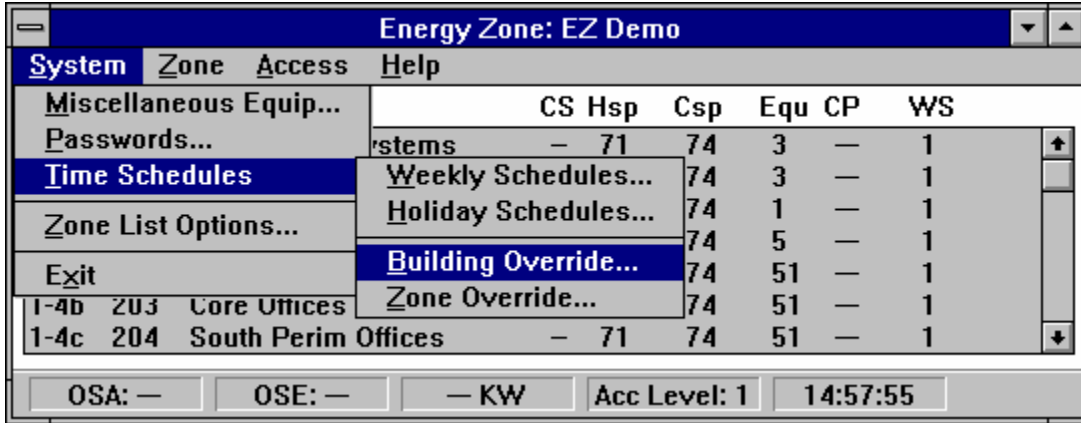 Energy Zone: EZ Demo
System Zone Access Help
Miscellaneous Equip...
Passwords...
Time Schedules
Zone List Options...
Exit
Weekly Schedules...
Holiday Schedules...
Building Override...
Zone Override...
CS Hsp Csp Equ CP WS
– 71 74 3 — 1
74 3 — 1
74 1 — 1
74 5 — 1
74 51 — 1
1-4b 203 Core Offices 74 51 — 1
1-4c 204 South Perim Offices – 71 74 51 — 1
OSA: — OSE: — — KW Acc Level: 1 14:57:55